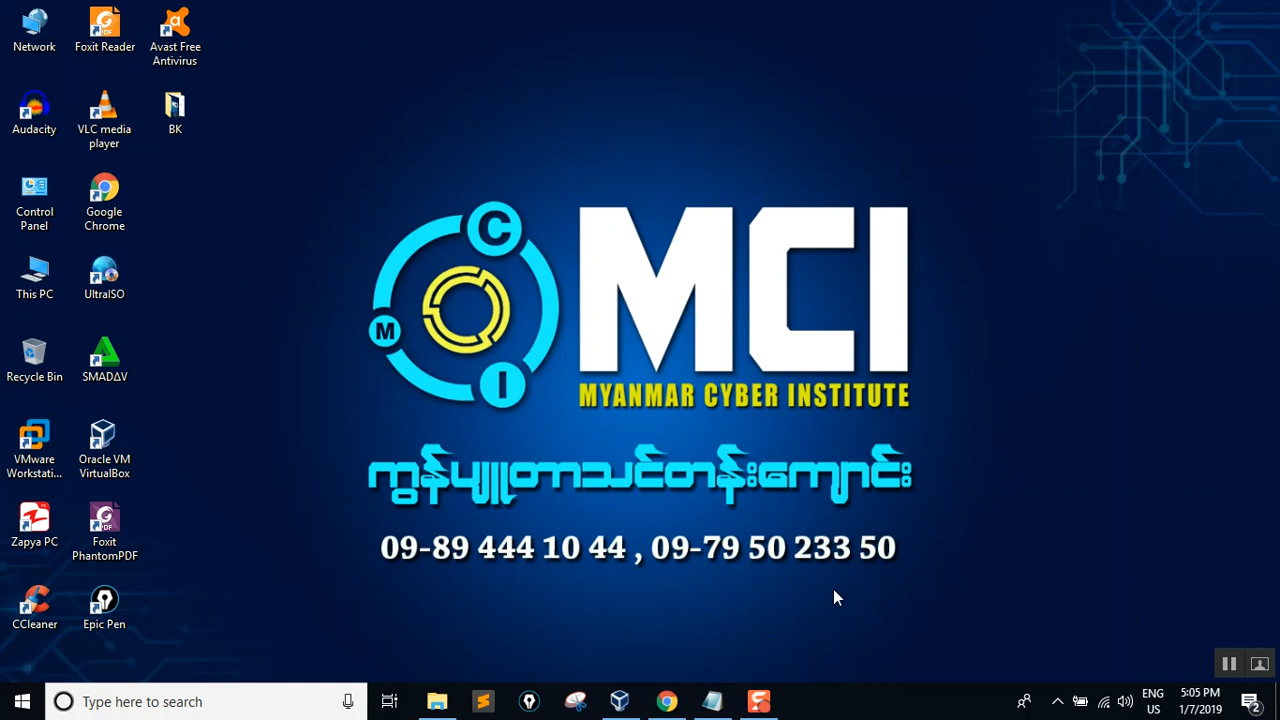 Network
Foxit Reader
Avast Free
Antivirus
Audacity
VLC media
player
BK
Control
Panel
Google
Chrome
This PC
UltraISO
Recycle Bin
SMADΔV
VMware
Workstati...
Oracle VM
VirtualBox
Zapya PC
Foxit
PhantomPDF
CCleaner
Epic Pen
C
M
I
MCI
MYANMAR CYBER INSTITUTE
ကွန်ပျူတာသင်တန်းကျောင်း
09-89 444 10 44 , 09-79 50 233 50
Type here to search
ENG
US
5:05 PM
1/7/2019
2